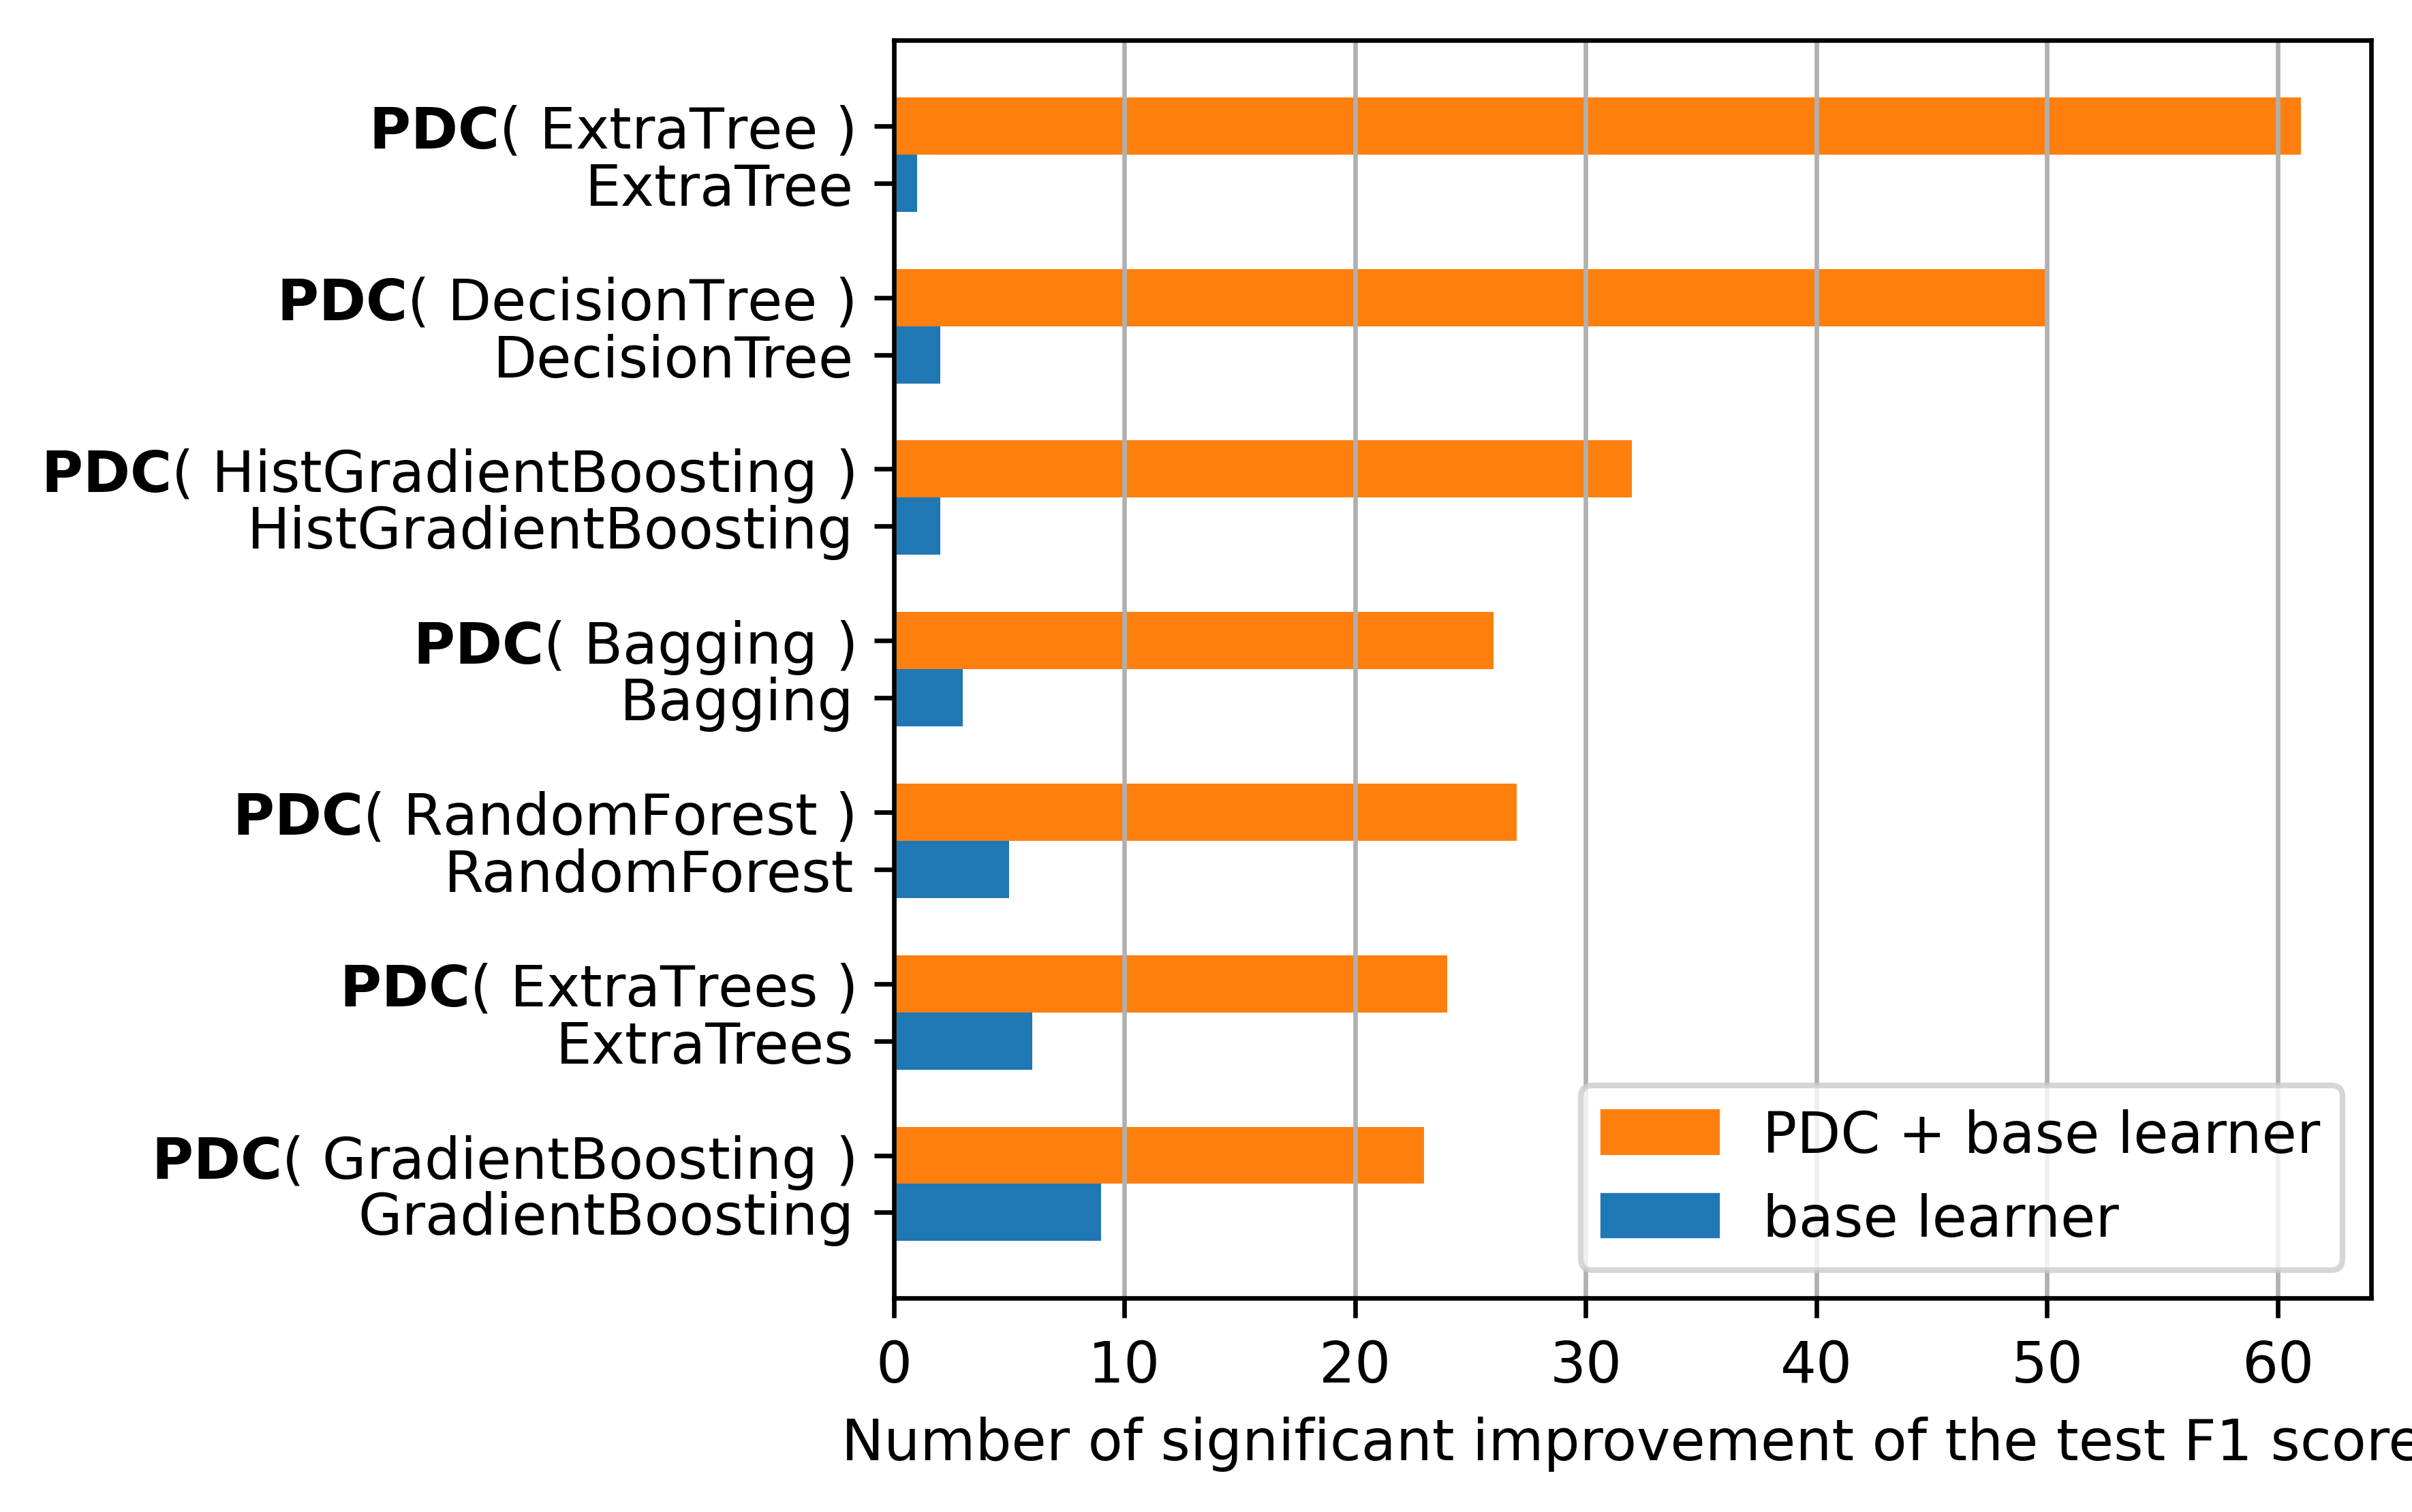 PDC( ExtraTree )
ExtraTree
PDC( DecisionTree )
DecisionTree
PDC( HistGradientBoosting )
HistGradientBoosting
PDC( Bagging )
Bagging
PDC( RandomForest )
RandomForest
PDC( ExtraTrees )
ExtraTrees
PDC( GradientBoosting )
GradientBoosting
PDC + base learner
base learner
0 10 20 30 40 50 60
Number of significant improvement of the test F1 score